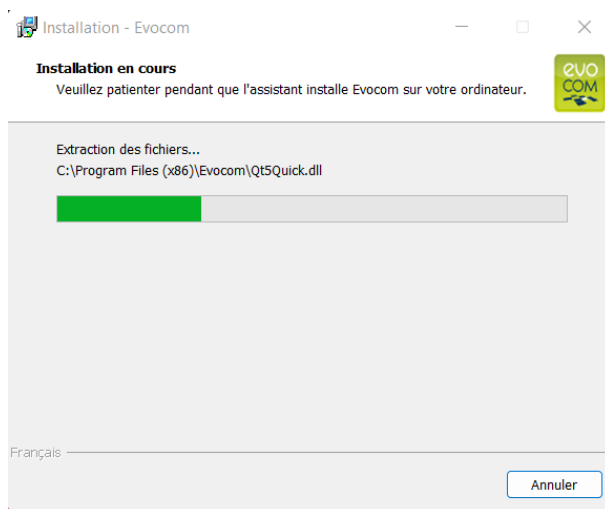 Installation - Evocom
Installation en cours
Veuillez patienter pendant que l'assistant installe Evocom sur votre ordinateur.
evo
COM
Extraction des fichiers...
C:\Program Files (x86)\Evocom\Qt5Quick.dll
Français
Annuler